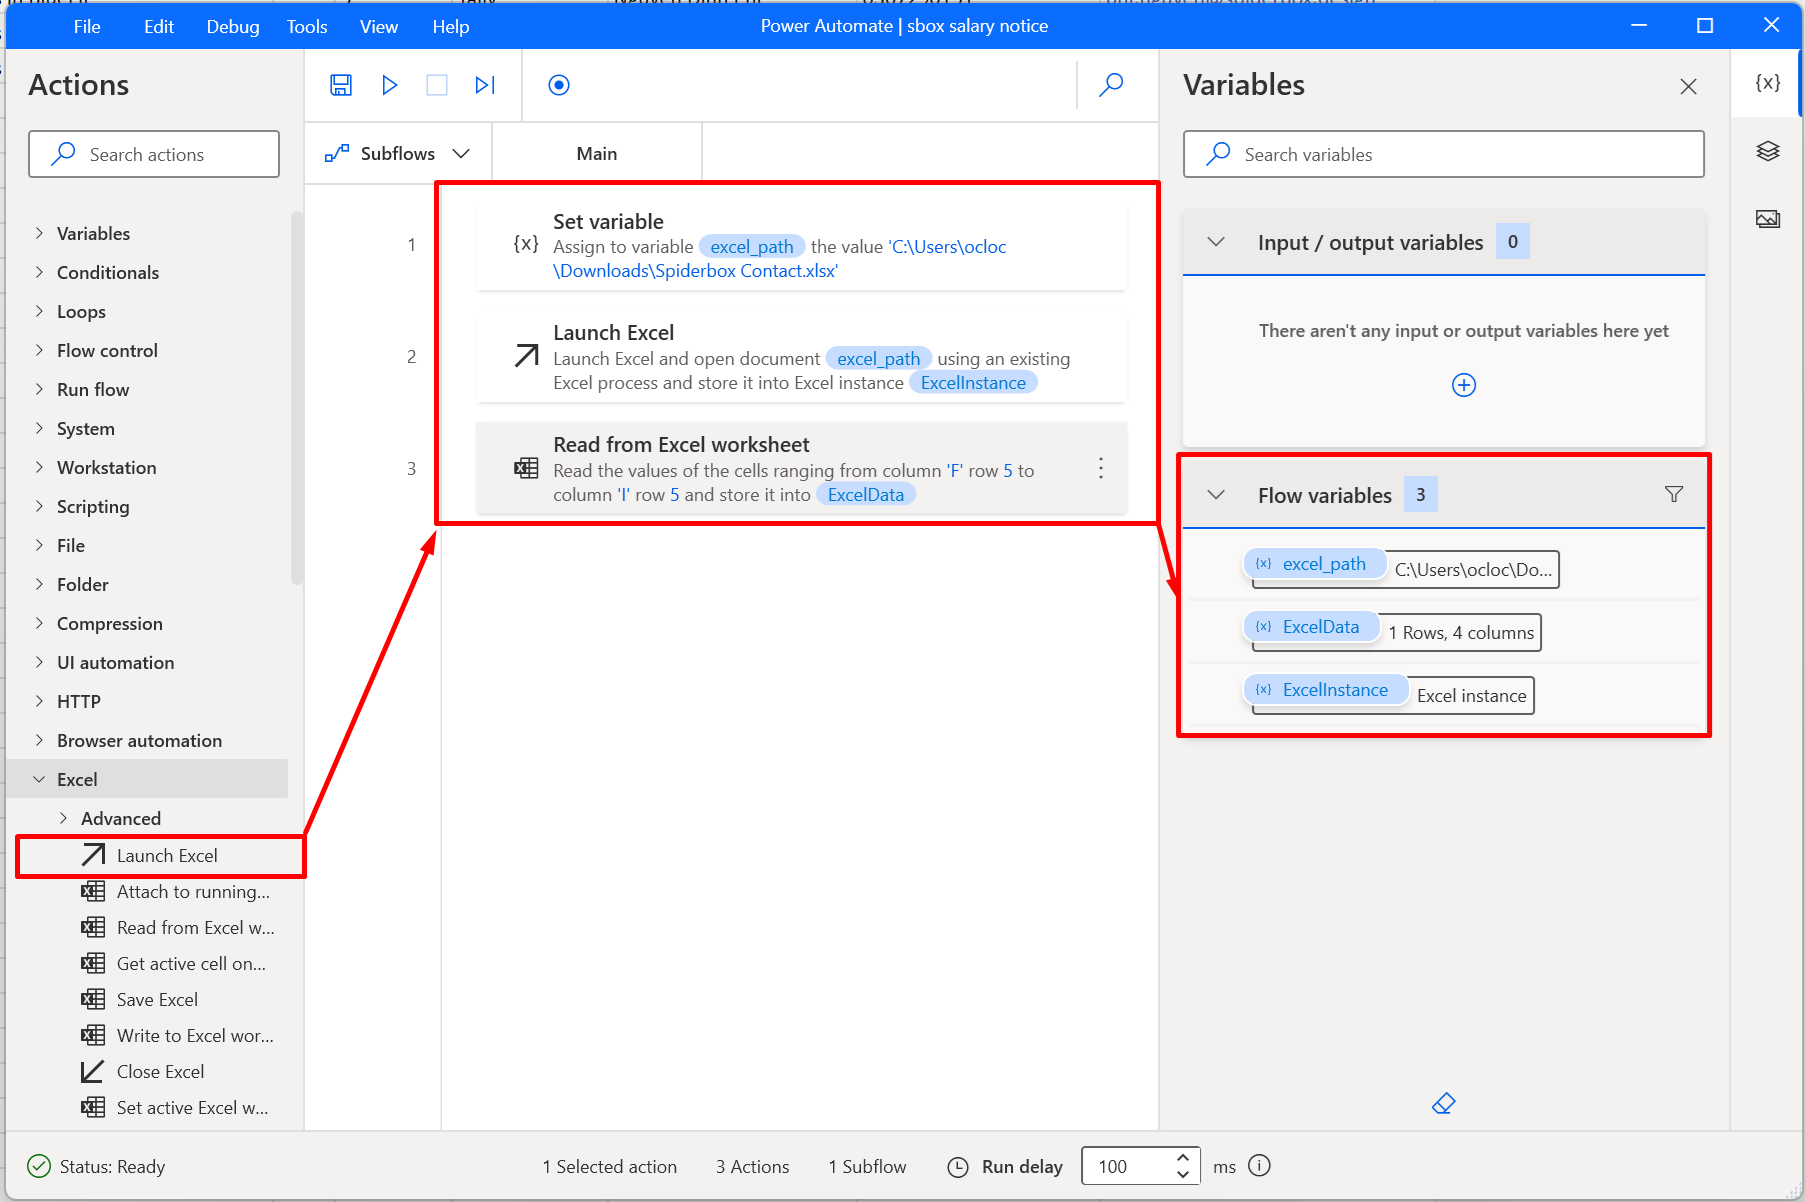 File Edit Debug Tools View Help
Power Automate | sbox salary notice
Actions
Search actions
Variables
Conditionals
Loops
Flow control
Run flow
System
Workstation
Scripting
File
Folder
Compression
UI automation
HTTP
Browser automation
Excel
Advanced
Launch Excel
Attach to running...
Read from Excel w...
Get active cell on...
Save Excel
Write to Excel wor...
Close Excel
Set active Excel w...
Subflows
Main
1
{x}
Set variable
Assign to variable excel_path the value 'C:\Users\ocloc
\Downloads\Spiderbox Contact.xlsx'
2
Launch Excel
Launch Excel and open document excel_path using an existing
Excel process and store it into Excel instance ExcelInstance
3
Read from Excel worksheet
Read the values of the cells ranging from column 'F' row 5 to
column 'I' row 5 and store it into ExcelData
Variables
{x}
Search variables
Input / output variables 0
There aren't any input or output variables here yet
Flow variables 3
{x} excel_path C:\Users\ocloc\Do...
{x} ExcelData 1 Rows, 4 columns
{x} ExcelInstance Excel instance
Status: Ready
1 Selected action
3 Actions
1 Subflow
Run delay
100
ms